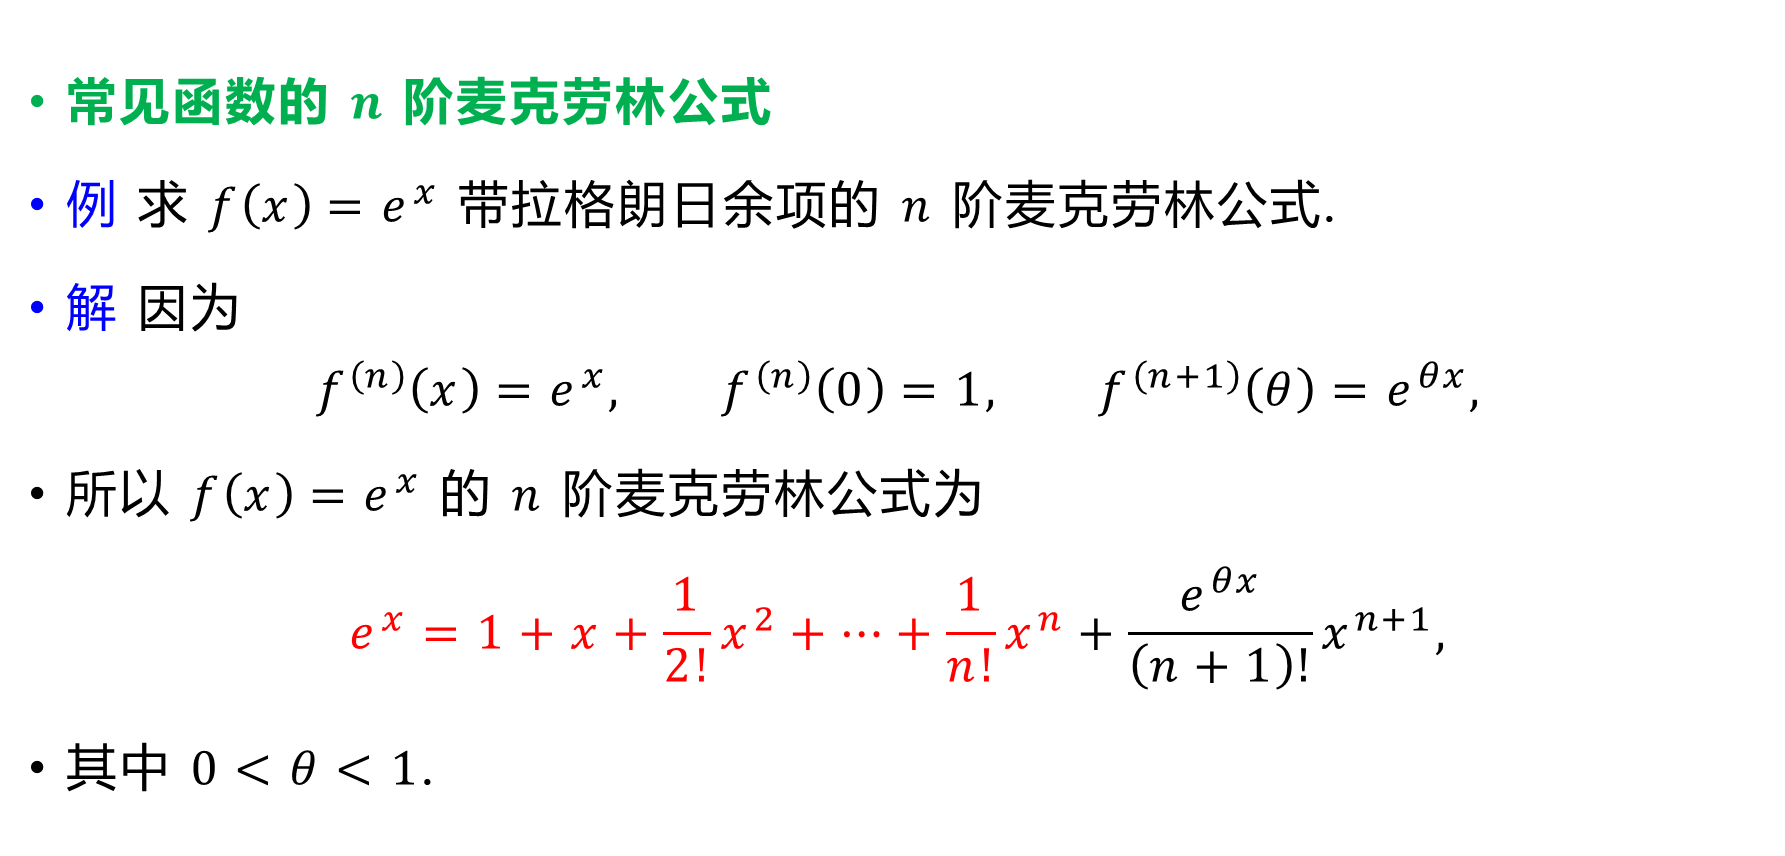 • 常见函数的 n 阶麦克劳林公式
• 例 求 f(x) = e^x 带拉格朗日余项的 n 阶麦克劳林公式.
• 解 因为
f^(n)(x) = e^x, f^(n)(0) = 1, f^(n+1)(θ) = e^{θx},
• 所以 f(x) = e^x 的 n 阶麦克劳林公式为
e^x = 1 + x + \frac{1}{2!} x^2 + ⋯ + \frac{1}{n!} x^n + \frac{e^{θx}}{(n + 1)!} x^{n+1},
• 其中 0 < θ < 1.